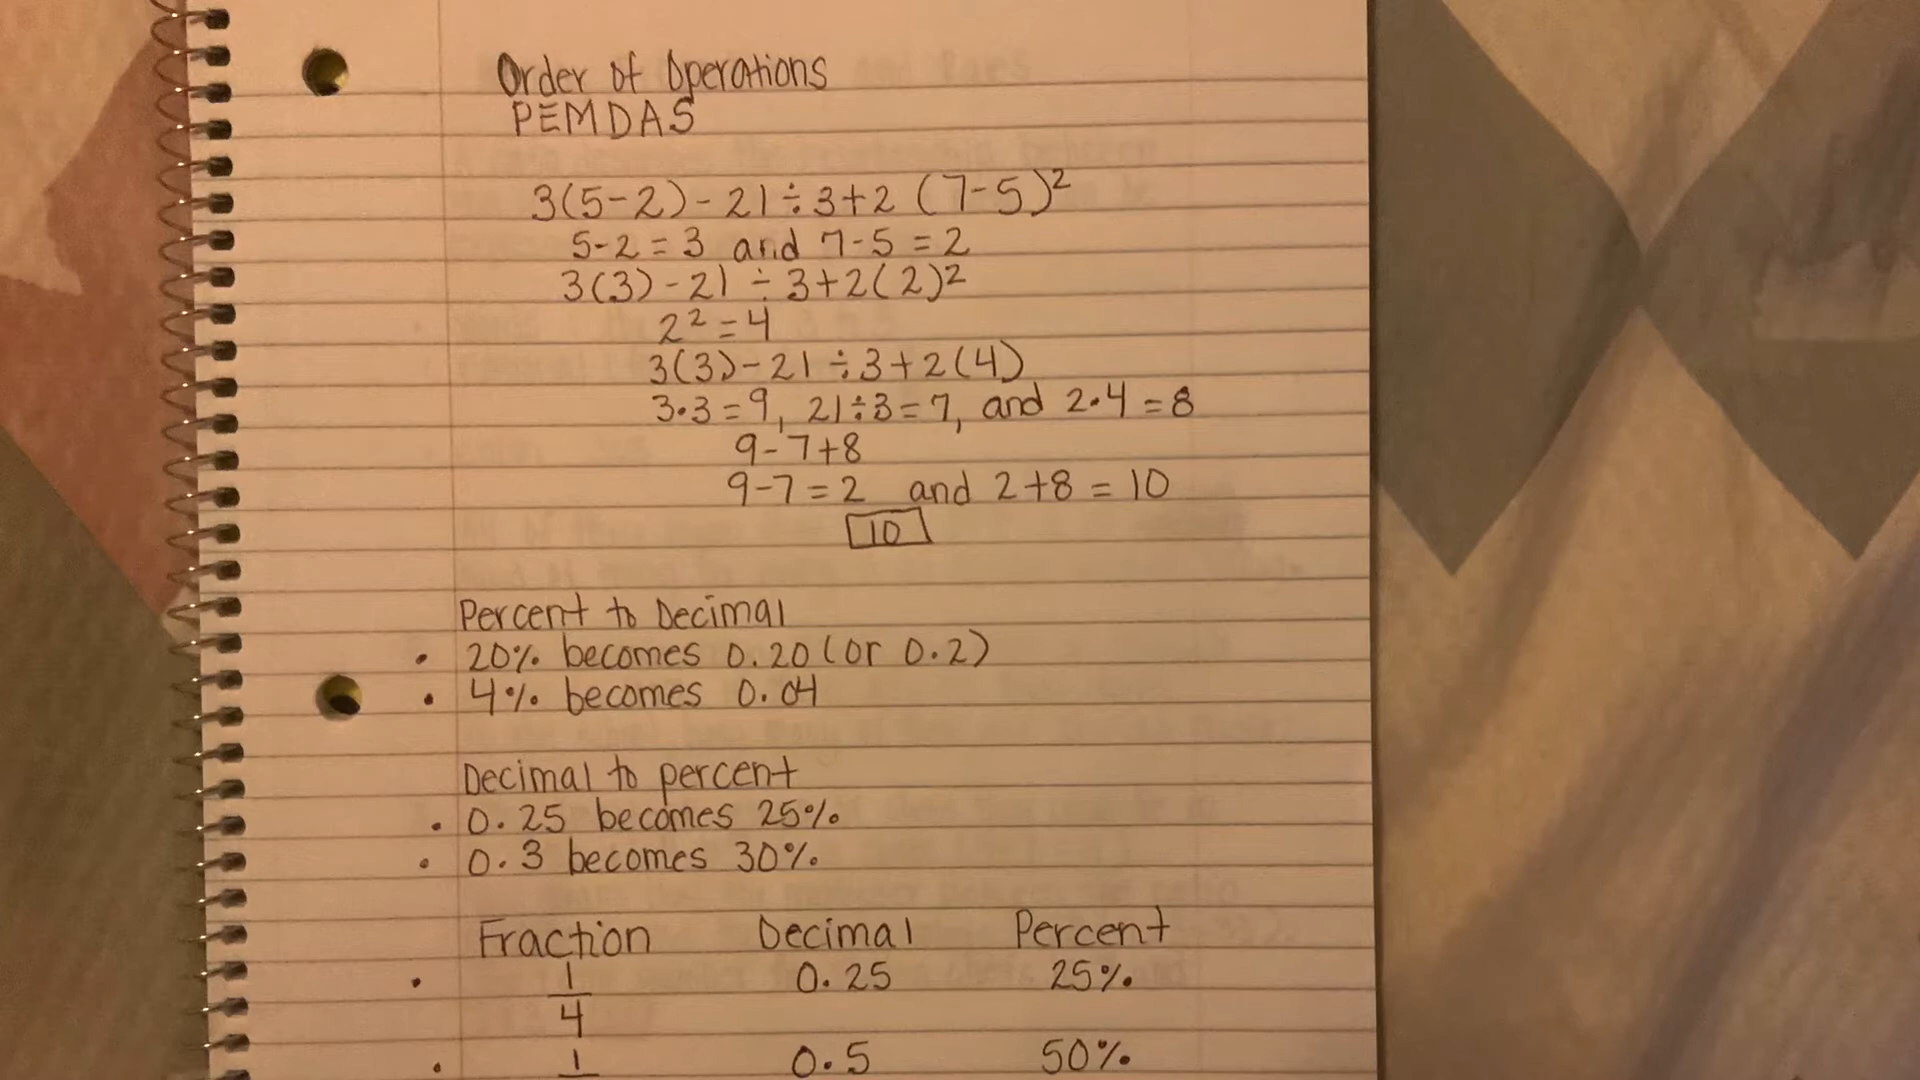 Order of Operations
PEMDAS
3(5-2)-21÷3+2 (7-5)²
5-2=3 and 7-5=2
3(3)-21÷3+2(2)²
2²=4
3(3)-21÷3+2(4)
3•3=9, 21÷3=7, and 2•4=8
9-7+8
9-7=2 and 2+8=10
10
Percent to Decimal
• 20% becomes 0.20 (or 0.2)
• 4% becomes 0.04
Decimal to percent
• 0.25 becomes 25%
• 0.3 becomes 30%
Fraction Decimal Percent
• 1/4 0.25 25%
• 1 0.5 50%